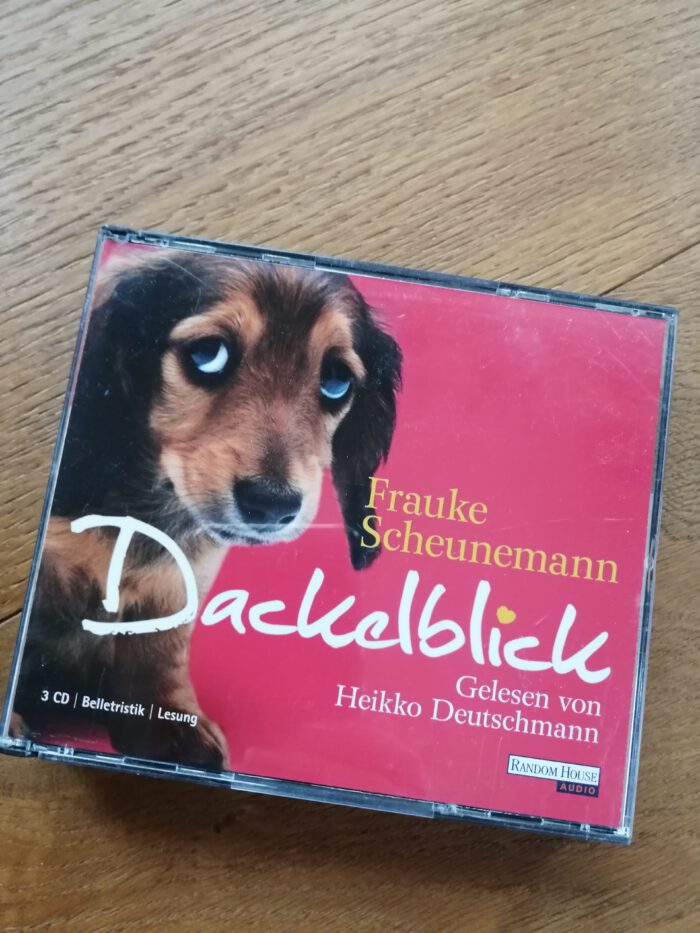 Frauke
Scheunemann
Dackelblick
Gelesen von
Heikko Deutschmann
3 CD | Belletristik | Lesung
RANDOM HOUSE
AUDIO